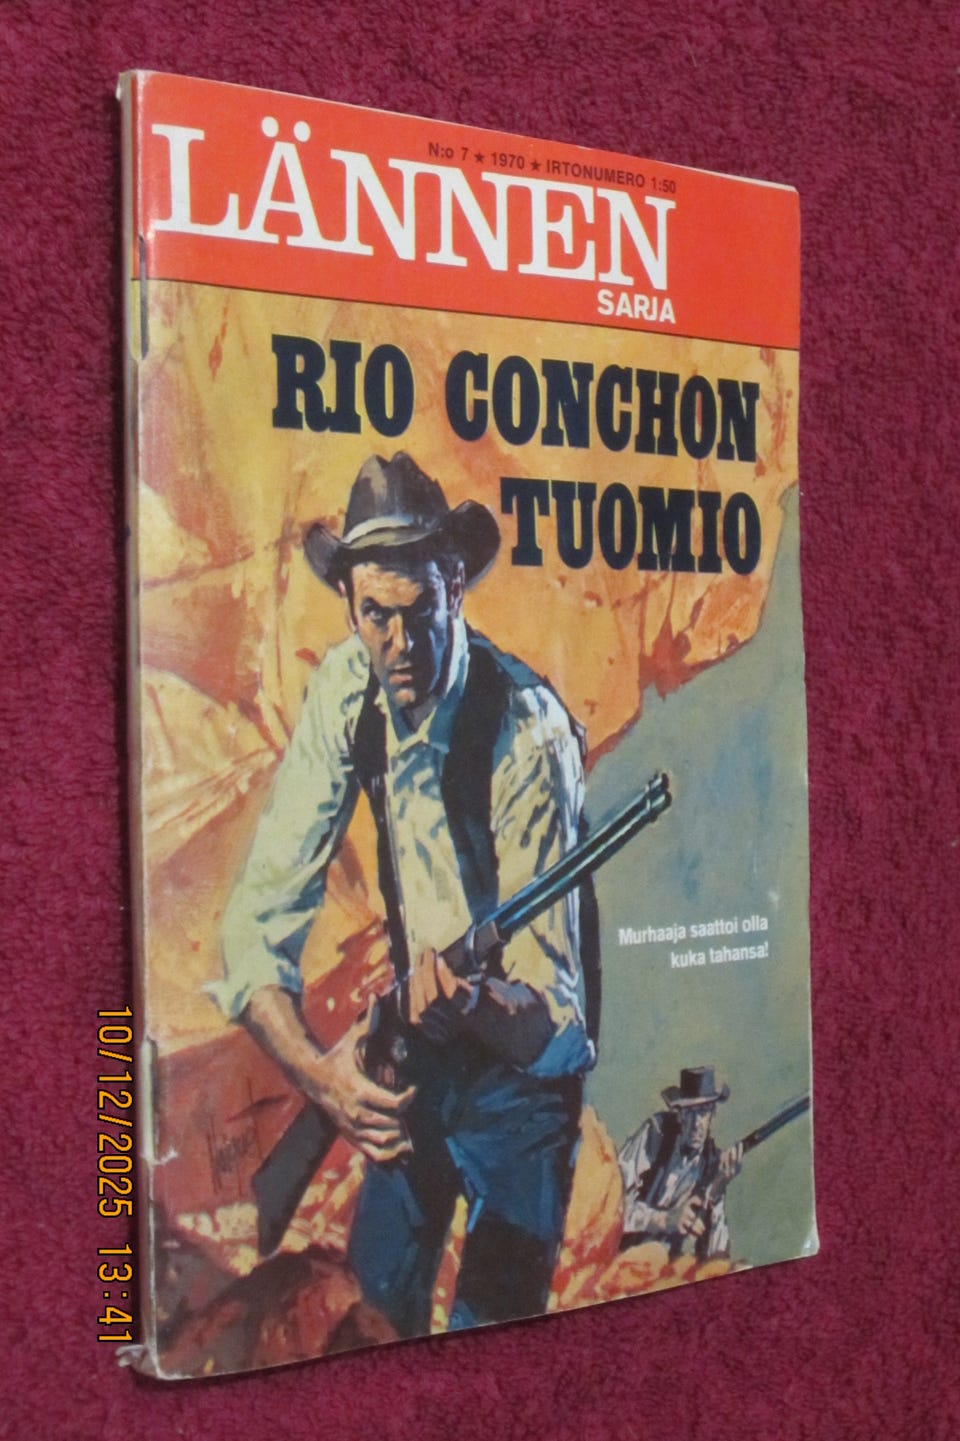 N:o 7 ★ 1970 ★ IRTONUMERO 1:50
LÄNNEN
SARJA
RIO CONCHON
TUOMIO
Murhaaja saattoi olla
kuka tahansa!
10/12/2025 13:41